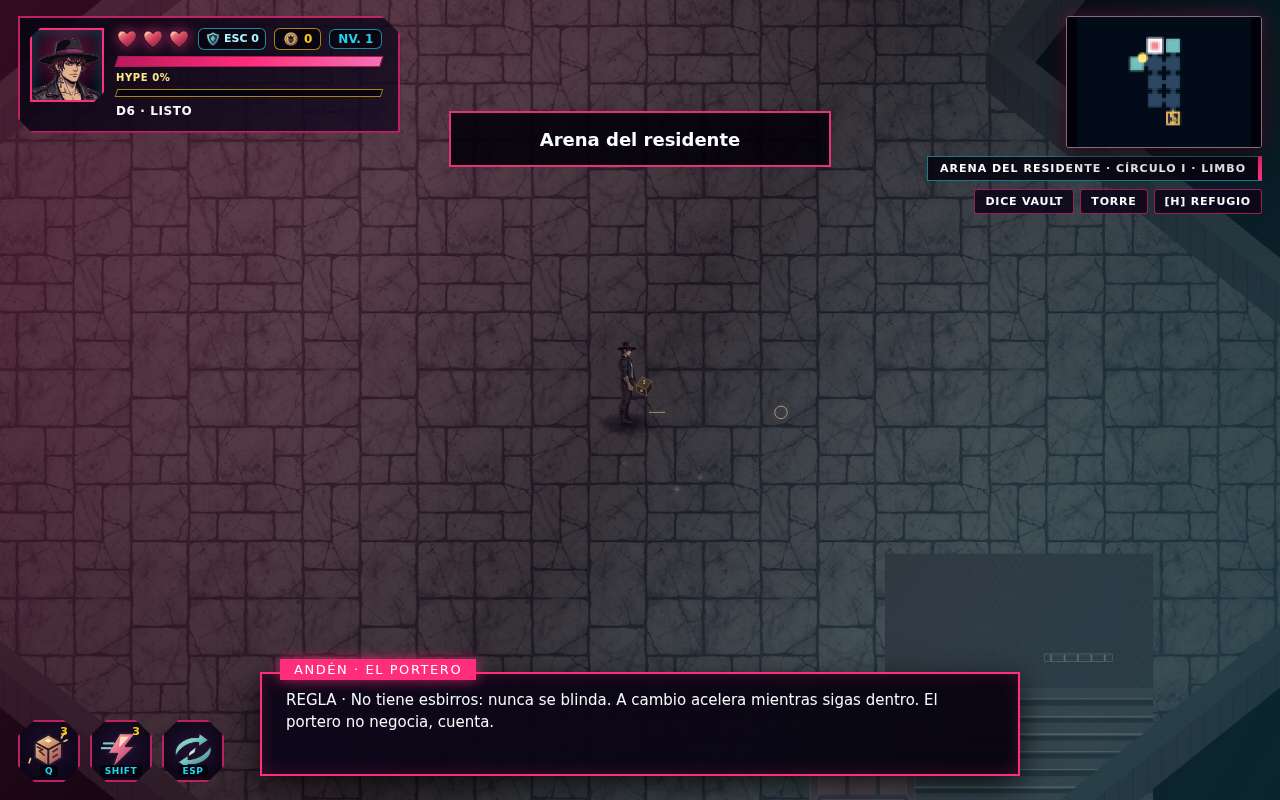 ESC 0
0
NV. 1
HYPE 0%
D6 · LISTO
Arena del residente
ARENA DEL RESIDENTE · CÍRCULO I · LIMBO
DICE VAULT
TORRE
[H] REFUGIO
ANDÉN · EL PORTERO
REGLA · No tiene esbirros: nunca se blinda. A cambio acelera mientras sigas dentro. El
portero no negocia, cuenta.
3
Q
3
SHIFT
ESP